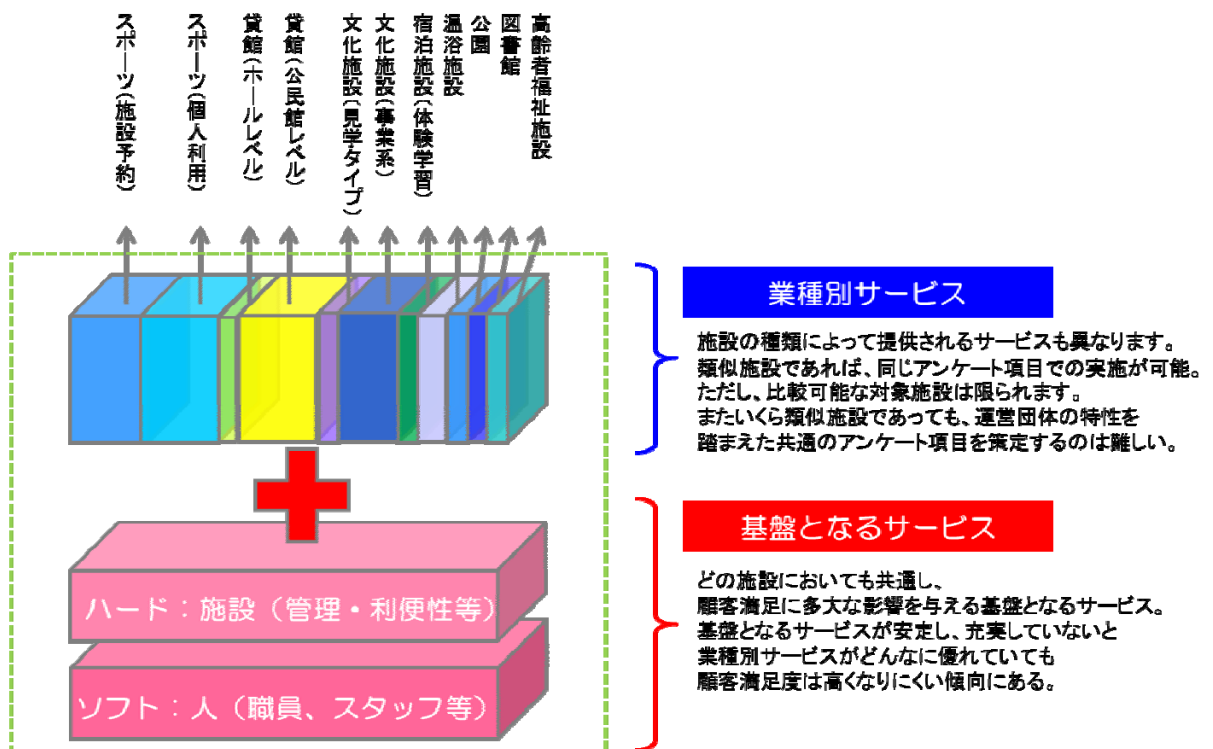 スポーツ(施設予約)
スポーツ(個人利用)
貸館(ホールレベル)
貸館(公民館レベル)
文化施設(見学タイプ)
文化施設(事業系)
宿泊施設(体験学習)
温浴施設
公園
図書館
高齢者福祉施設
業種別サービス
施設の種類によって提供されるサービスも異なります。
類似施設であれば、同じアンケート項目での実施が可能。
ただし、比較可能な対象施設は限られます。
またいくら類似施設であっても、運営団体の特性を
踏まえた共通のアンケート項目を策定するのは難しい。
基盤となるサービス
どの施設においても共通し、
顧客満足に多大な影響を与える基盤となるサービス。
基盤となるサービスが安定し、充実していないと
業種別サービスがどんなに優れていても
顧客満足度は高くなりにくい傾向にある。
ハード：施設（管理・利便性等）
ソフト：人（職員、スタッフ等）